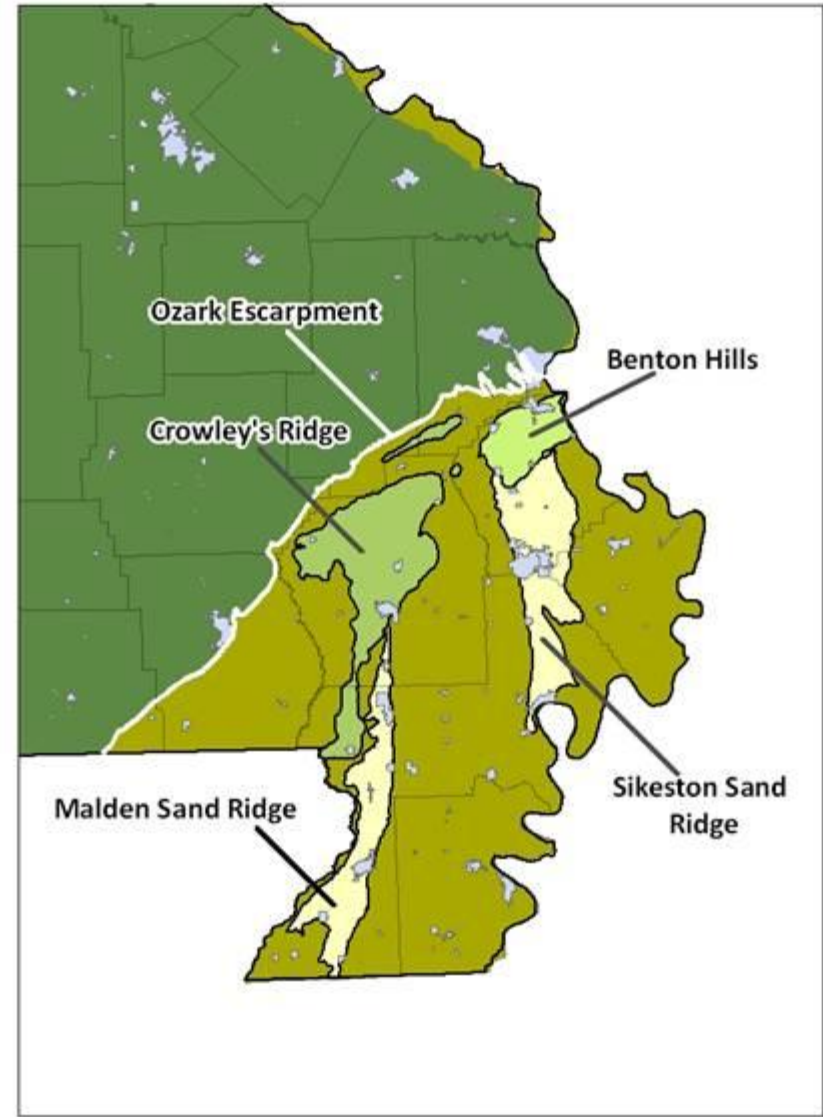 Ozark Escarpment
Benton Hills
Crowley's Ridge
Sikeston Sand
Ridge
Malden Sand Ridge